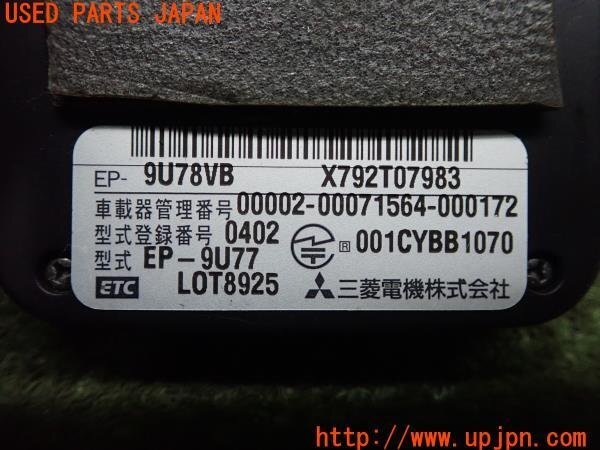 USED PARTS JAPAN
EP- 9U78VB X792T07983
車載器管理番号 00002-00071564-000172
型式登録番号 0402 R 001CYBB1070
型式 EP-9U77
ETC LOT8925 三菱電機株式会社
http://www.upjpn.com/